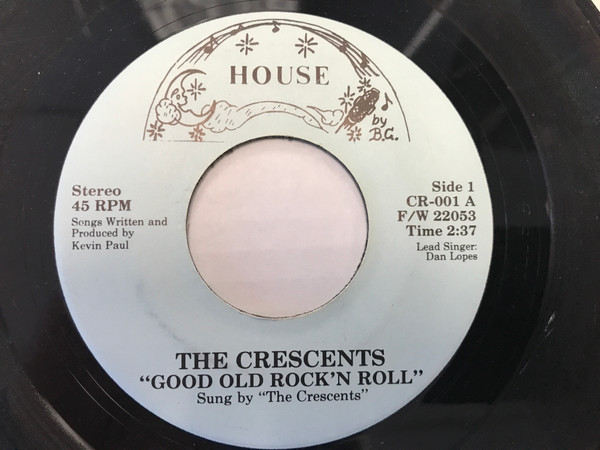 HOUSE
by
B.G.
Stereo
45 RPM
Songs Written and
Produced by
Kevin Paul
Side 1
CR-001 A
F/W 22053
Time 2:37
Lead Singer:
Dan Lopes
THE CRESCENTS
"GOOD OLD ROCK'N ROLL"
Sung by "The Crescents"